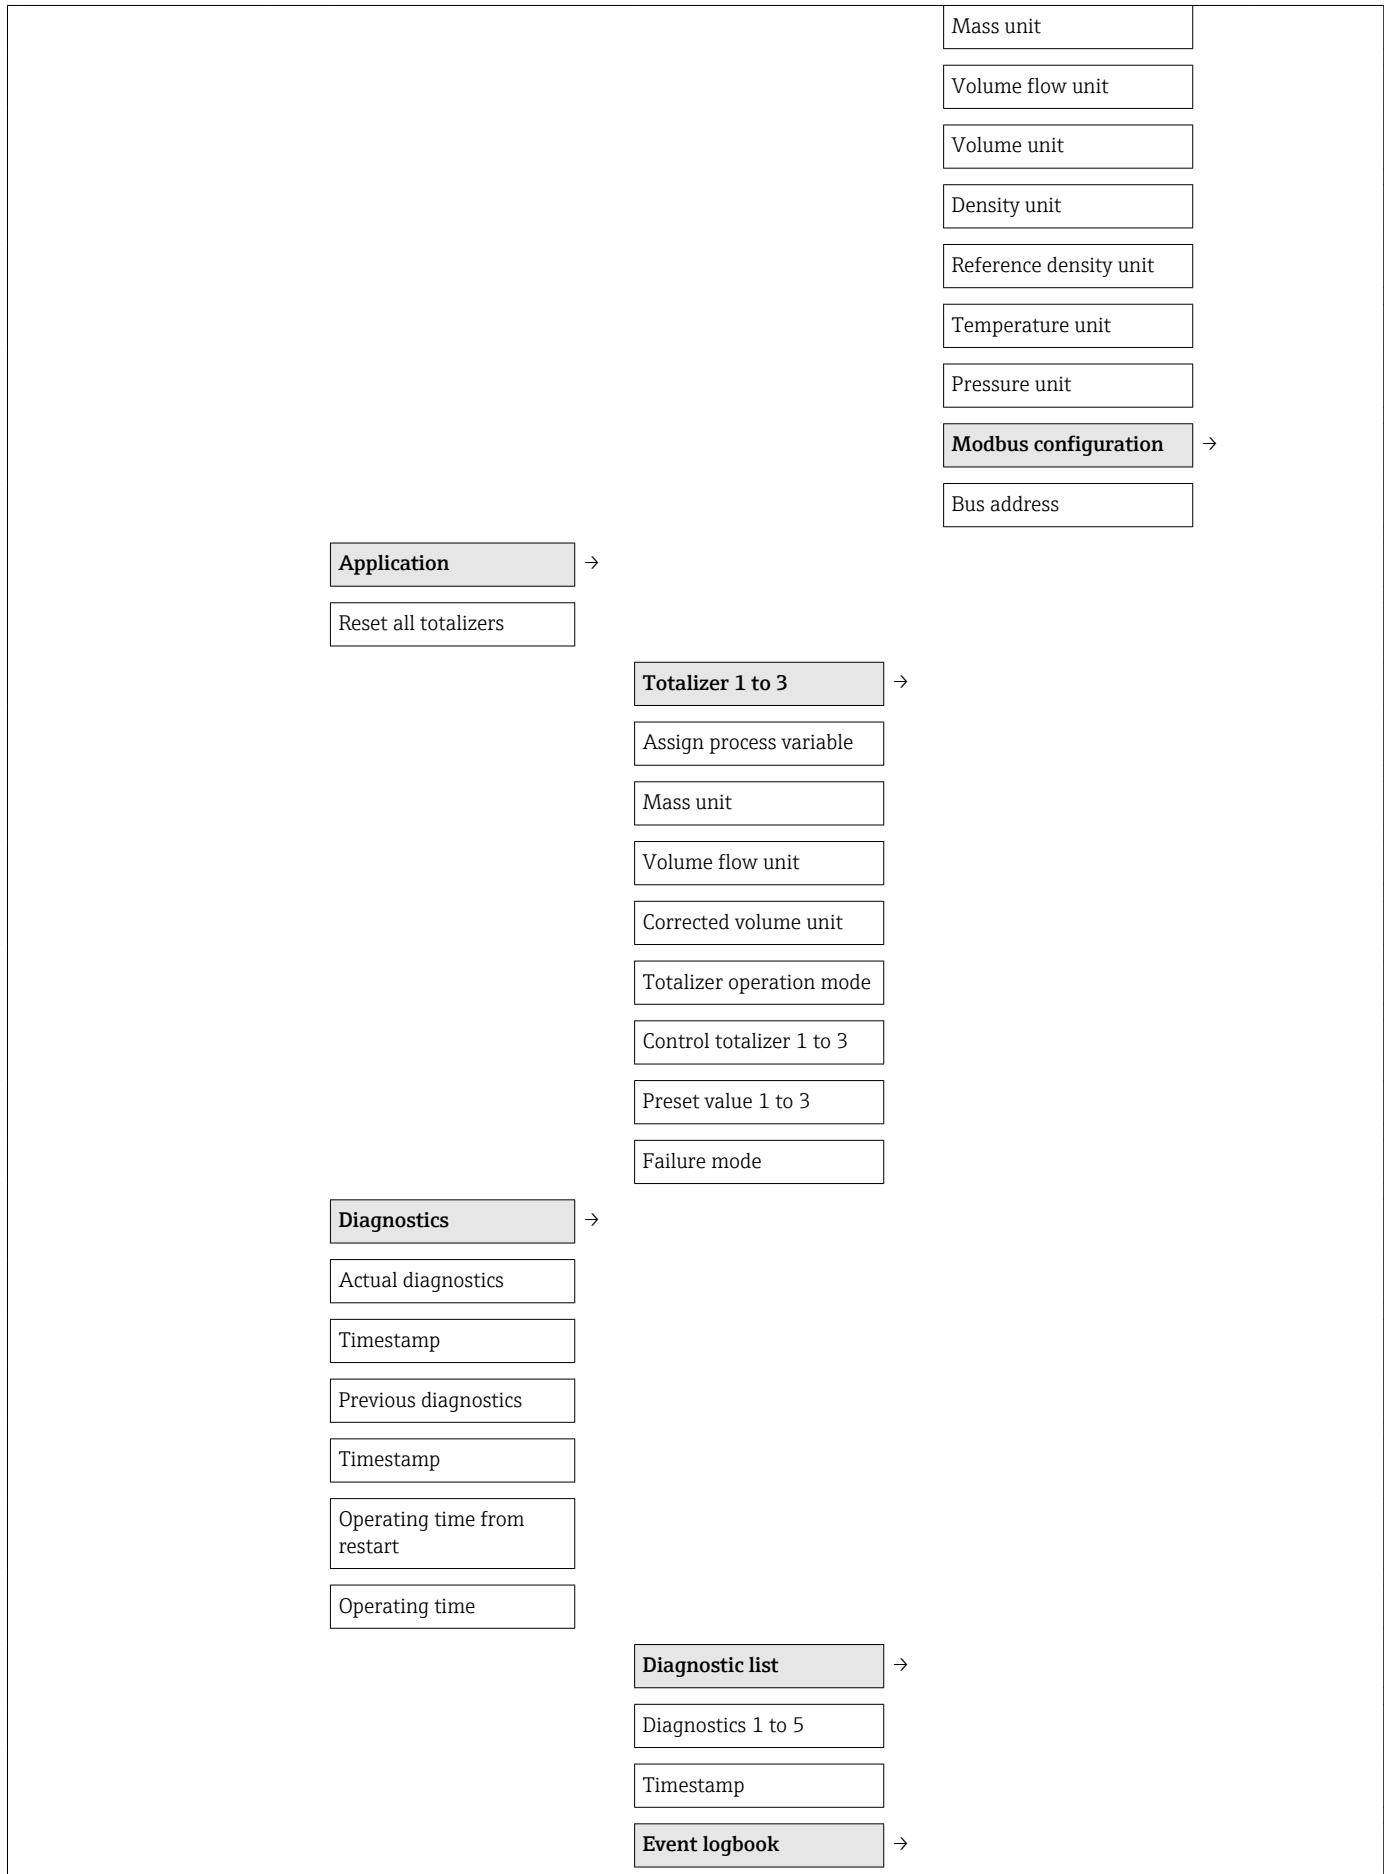 Mass unit
Volume flow unit
Volume unit
Density unit
Reference density unit
Temperature unit
Pressure unit
Modbus configuration →
Bus address
Application →
Reset all totalizers
Totalizer 1 to 3 →
Assign process variable
Mass unit
Volume flow unit
Corrected volume unit
Totalizer operation mode
Control totalizer 1 to 3
Preset value 1 to 3
Failure mode
Diagnostics →
Actual diagnostics
Timestamp
Previous diagnostics
Timestamp
Operating time from
restart
Operating time
Diagnostic list →
Diagnostics 1 to 5
Timestamp
Event logbook →